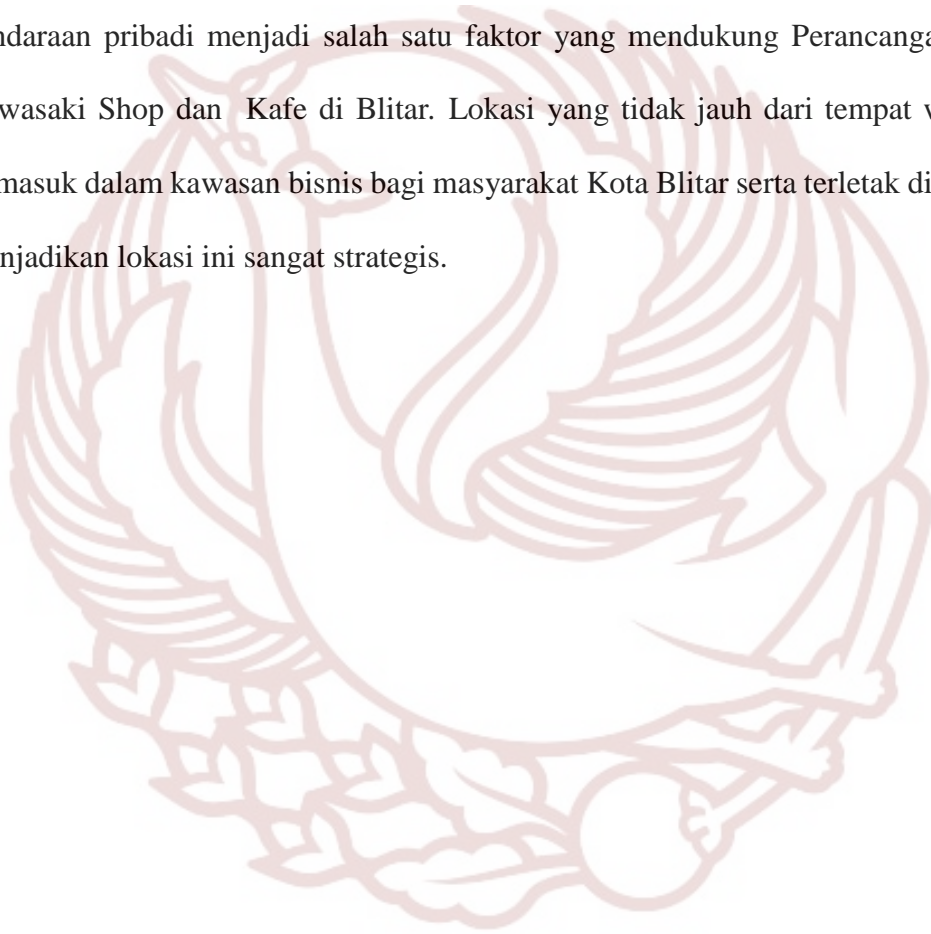 ndaraan pribadi menjadi salah satu faktor yang mendukung Perancanga
wasaki Shop dan Kafe di Blitar. Lokasi yang tidak jauh dari tempat w
masuk dalam kawasan bisnis bagi masyarakat Kota Blitar serta terletak di
njadikan lokasi ini sangat strategis.